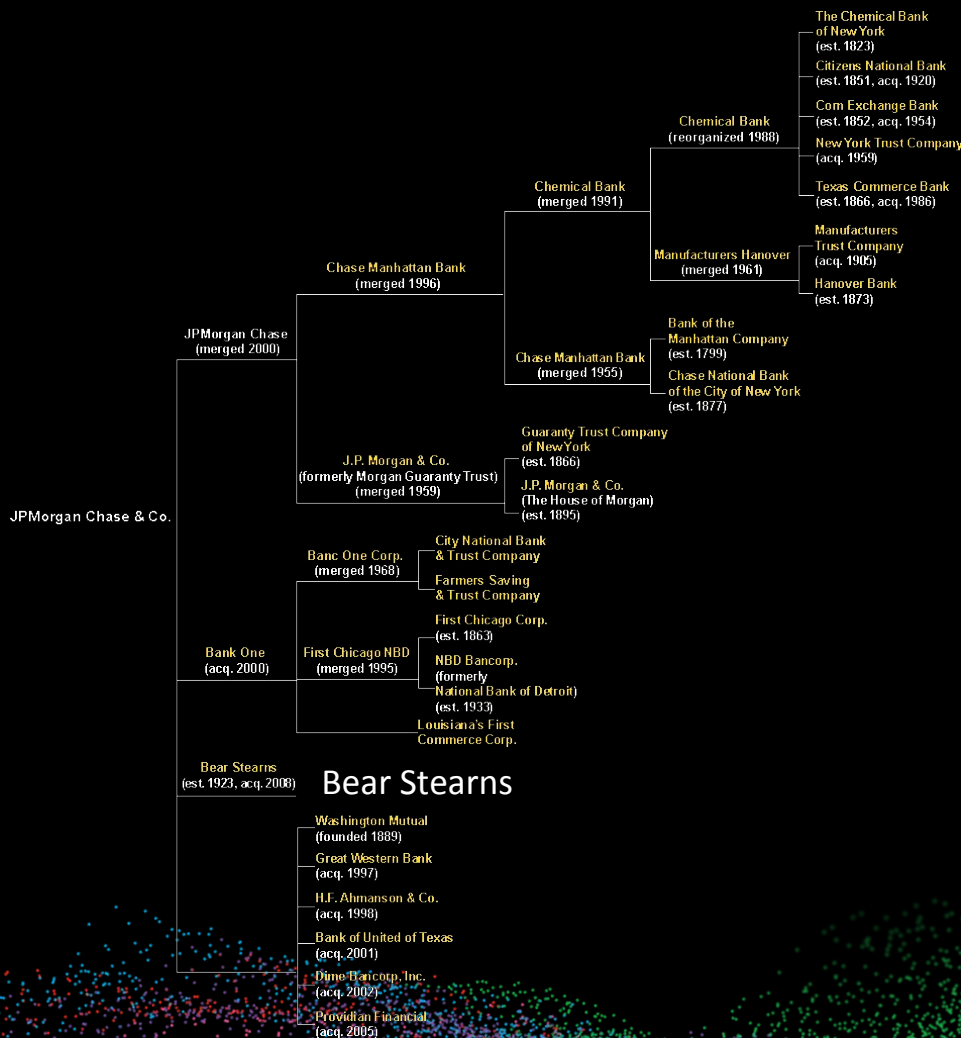 The Chemical Bank
of New York
(est. 1823)
Citizens National Bank
(est. 1851, acq. 1920)
Corn Exchange Bank
(est. 1852, acq. 1954)
New York Trust Company
(acq. 1959)
Texas Commerce Bank
(est. 1866, acq. 1986)
Chemical Bank
(reorganized 1988)
Manufacturers
Trust Company
(acq. 1905)
Hanover Bank
(est. 1873)
Manufacturers Hanover
(merged 1961)
Chemical Bank
(merged 1991)
Bank of the
Manhattan Company
(est. 1799)
Chase National Bank
of the City of New York
(est. 1877)
Chase Manhattan Bank
(merged 1955)
Chase Manhattan Bank
(merged 1996)
JPMorgan Chase
(merged 2000)
Guaranty Trust Company
of New York
(est. 1866)
J.P. Morgan & Co.
(The House of Morgan)
(est. 1895)
J.P. Morgan & Co.
(formerly Morgan Guaranty Trust)
(merged 1959)
JPMorgan Chase & Co.
City National Bank
& Trust Company
Farmers Saving
& Trust Company
Banc One Corp.
(merged 1968)
First Chicago Corp.
(est. 1863)
NBD Bancorp.
(formerly
National Bank of Detroit)
(est. 1933)
First Chicago NBD
(merged 1995)
Bank One
(acq. 2000)
Louisiana's First
Commerce Corp.
Bear Stearns
(est. 1923, acq. 2008)
Bear Stearns
Washington Mutual
(founded 1889)
Great Western Bank
(acq. 1997)
H.F. Ahmanson & Co.
(acq. 1998)
Bank of United of Texas
(acq. 2001)
Dime Bancorp, Inc.
(acq. 2002)
Providian Financial
(acq. 2005)